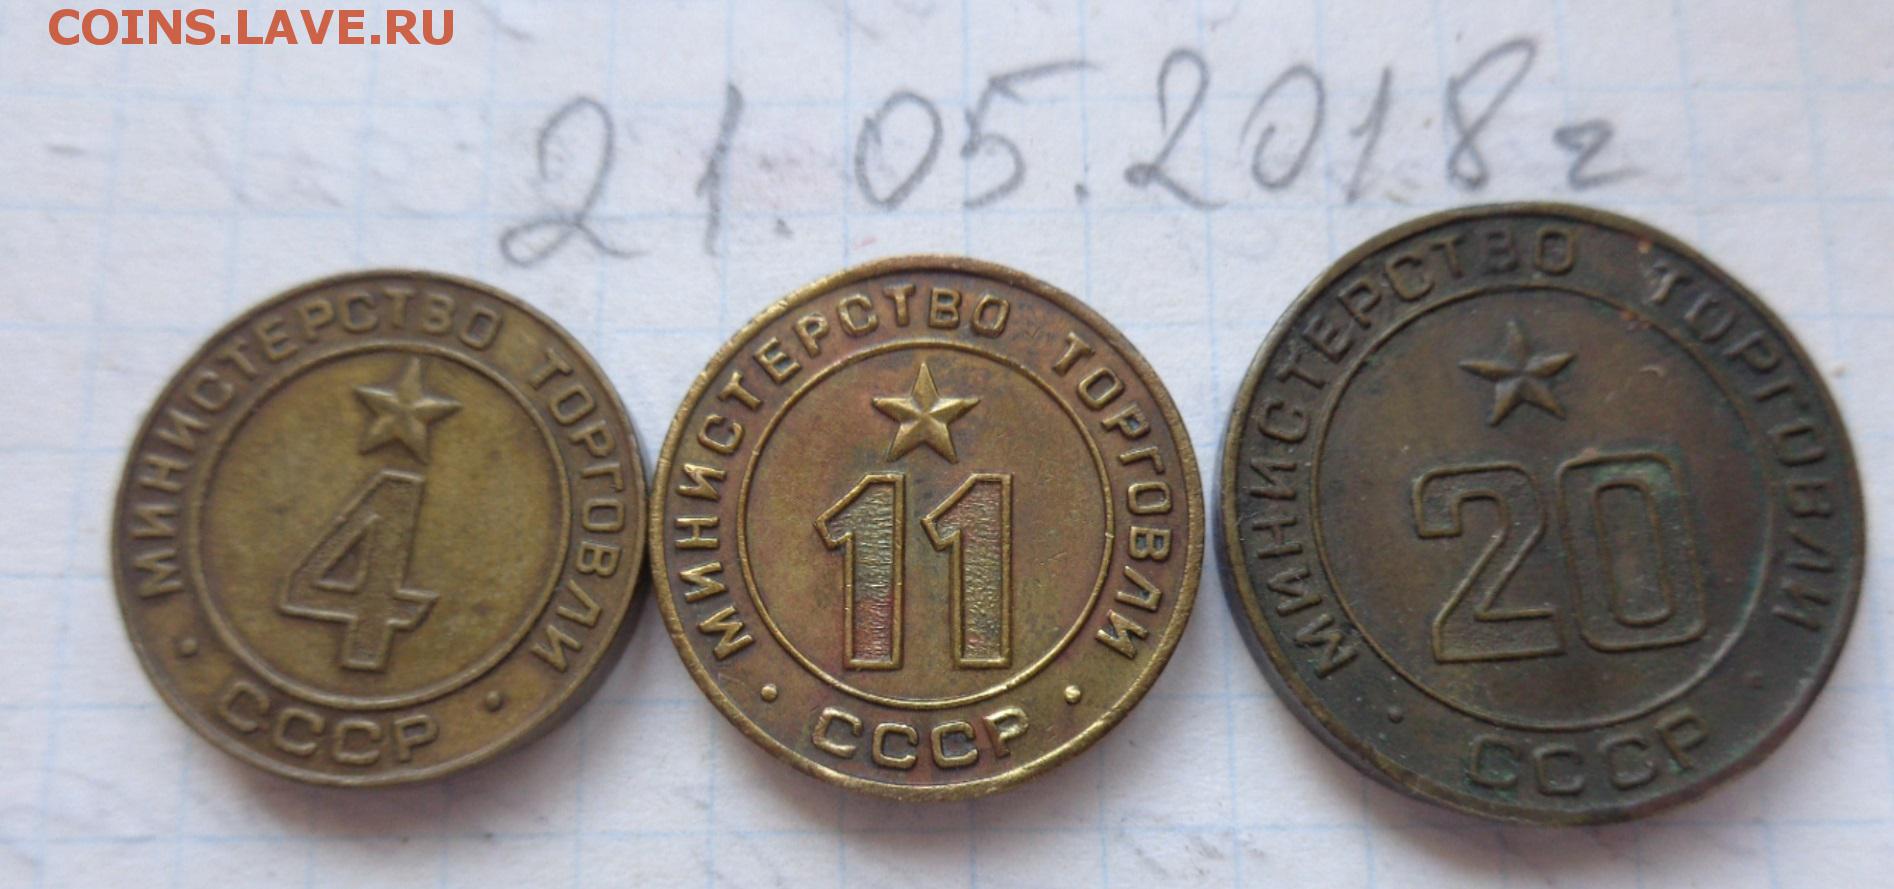 COINS.LAVE.RU
21.05.2018г
МИНИСТЕРСТВО ТОРГОВЛИ
4
· СССР ·
МИНИСТЕРСТВО ТОРГОВЛИ
11
· СССР ·
МИНИСТЕРСТВО ТОРГОВЛИ
20
· СССР ·